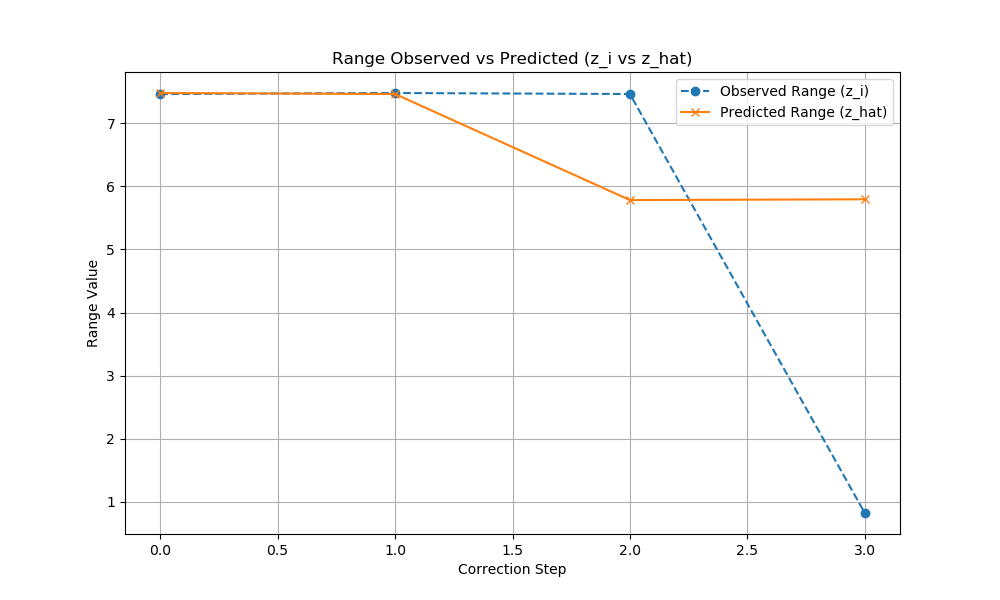 Range Observed vs Predicted (z_i vs z_hat)
Observed Range (z_i)
Predicted Range (z_hat)
Range Value
7
6
5
4
3
2
1
0.0 0.5 1.0 1.5 2.0 2.5 3.0
Correction Step